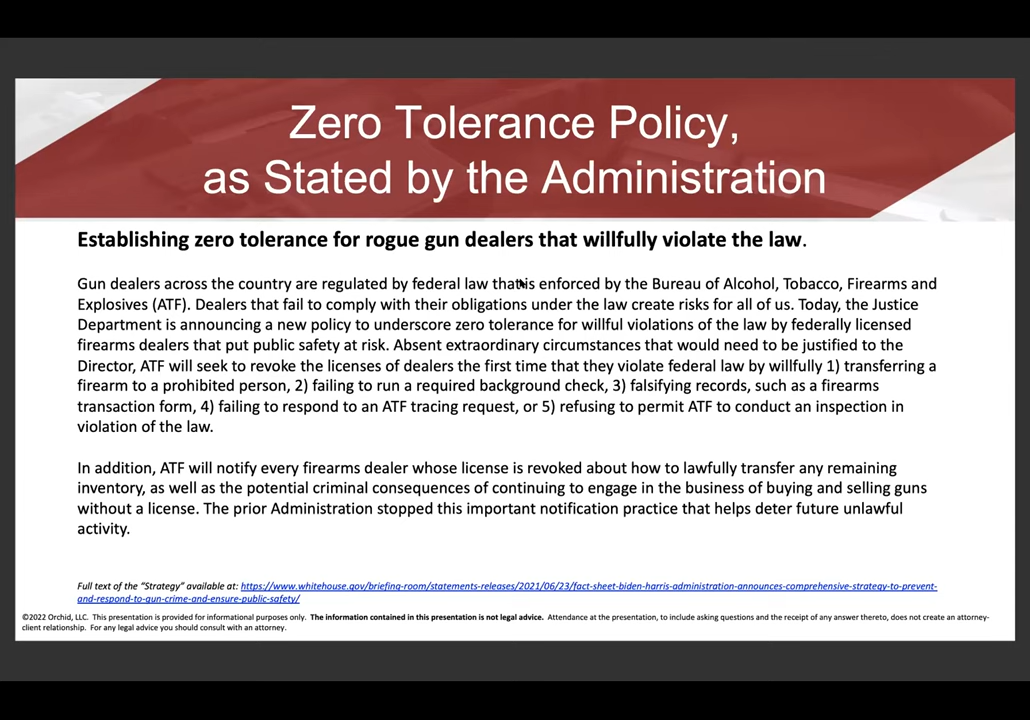 Zero Tolerance Policy,
as Stated by the Administration
Establishing zero tolerance for rogue gun dealers that willfully violate the law.
Gun dealers across the country are regulated by federal law that is enforced by the Bureau of Alcohol, Tobacco, Firearms and
Explosives (ATF). Dealers that fail to comply with their obligations under the law create risks for all of us. Today, the Justice
Department is announcing a new policy to underscore zero tolerance for willful violations of the law by federally licensed
firearms dealers that put public safety at risk. Absent extraordinary circumstances that would need to be justified to the
Director, ATF will seek to revoke the licenses of dealers the first time that they violate federal law by willfully 1) transferring a
firearm to a prohibited person, 2) failing to run a required background check, 3) falsifying records, such as a firearms
transaction form, 4) failing to respond to an ATF tracing request, or 5) refusing to permit ATF to conduct an inspection in
violation of the law.
In addition, ATF will notify every firearms dealer whose license is revoked about how to lawfully transfer any remaining
inventory, as well as the potential criminal consequences of continuing to engage in the business of buying and selling guns
without a license. The prior Administration stopped this important notification practice that helps deter future unlawful
activity.
Full text of the “Strategy” available at: https://www.whitehouse.gov/briefing-room/statements-releases/2021/06/23/fact-sheet-biden-harris-administration-announces-comprehensive-strategy-to-prevent-
and-respond-to-gun-crime-and-ensure-public-safety/
©2022 Orchid, LLC. This presentation is provided for informational purposes only. The information contained in this presentation is not legal advice. Attendance at the presentation, to include asking questions and the receipt of any answer thereto, does not create an attorney-
client relationship. For any legal advice you should consult with an attorney.